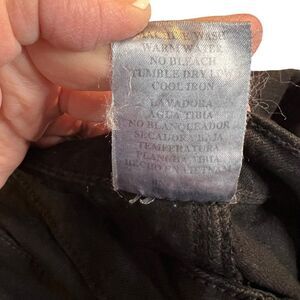 WARM WATER
NO BLEACH
TUMBLE DRY LOW
COOL IRON
LAVADORA
AGUA TIBIA
NO BLANQUEADOR
SECADORA BAJA
TEMPERATURA
PLANCHA TIBIA
HECHO EN VIETNAM